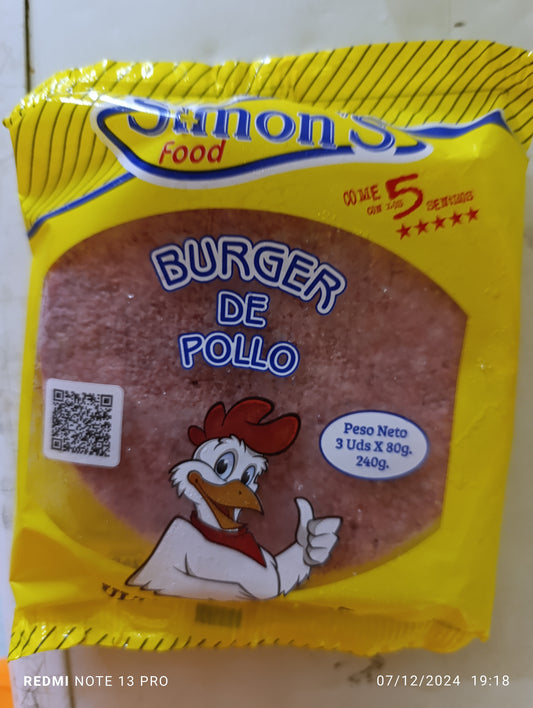 Simon's
Food
COME 5 SENTIDOS
CON LOS
BURGER
DE
POLLO
Peso Neto
3 Uds X 80g.
240g.
REDMI NOTE 13 PRO
07/12/2024 19:18